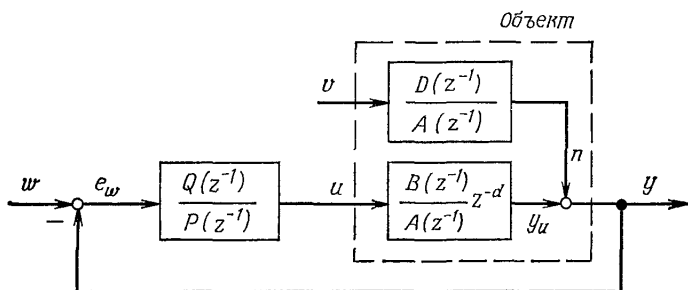 Объект
v
D(z⁻¹)
A(z⁻¹)
n
w
e_w
Q(z⁻¹)
P(z⁻¹)
u
B(z⁻¹)
A(z⁻¹)
z⁻ᵈ
y_u
y
−